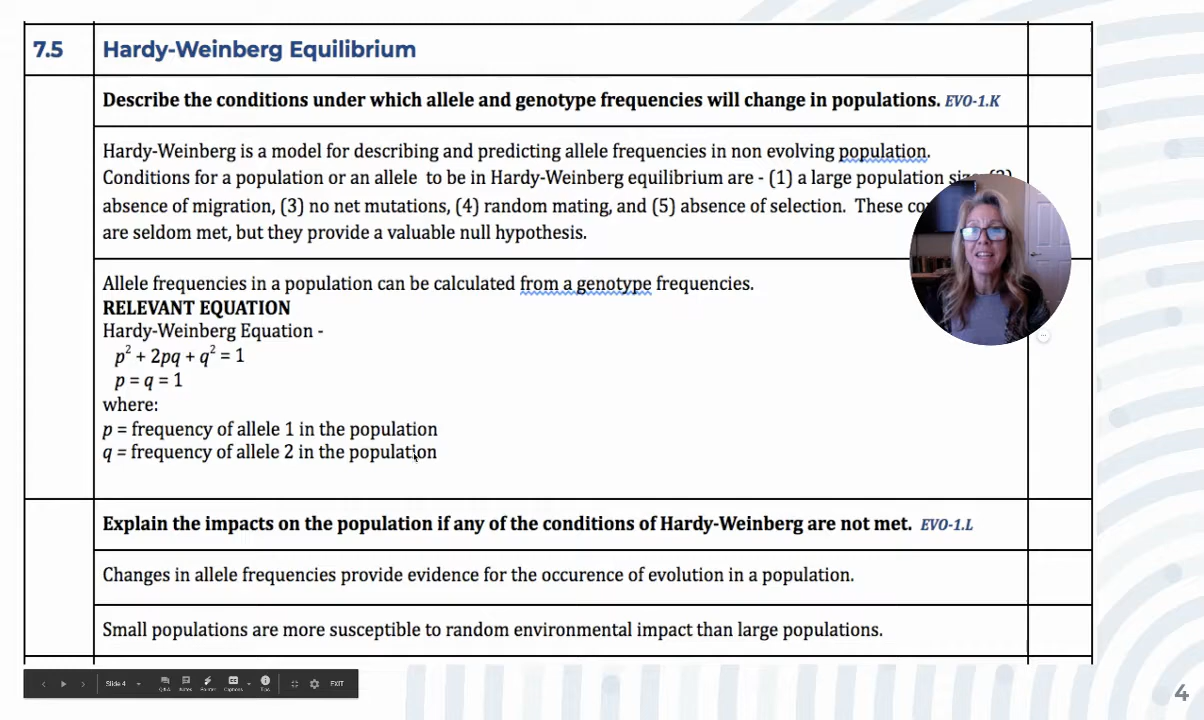 7.5 Hardy-Weinberg Equilibrium
Describe the conditions under which allele and genotype frequencies will change in populations. EVO-1.K
Hardy-Weinberg is a model for describing and predicting allele frequencies in non evolving population.
Conditions for a population or an allele to be in Hardy-Weinberg equilibrium are - (1) a large population
absence of migration, (3) no net mutations, (4) random mating, and (5) absence of selection. These
are seldom met, but they provide a valuable null hypothesis.
Allele frequencies in a population can be calculated from a genotype frequencies.
RELEVANT EQUATION
Hardy-Weinberg Equation -
p² + 2pq + q² = 1
p = q = 1
where:
p = frequency of allele 1 in the population
q = frequency of allele 2 in the population
Explain the impacts on the population if any of the conditions of Hardy-Weinberg are not met. EVO-1.L
Changes in allele frequencies provide evidence for the occurence of evolution in a population.
Small populations are more susceptible to random environmental impact than large populations.
Slide 4 Q&A Notes Pointer Captions Tips EXIT
4